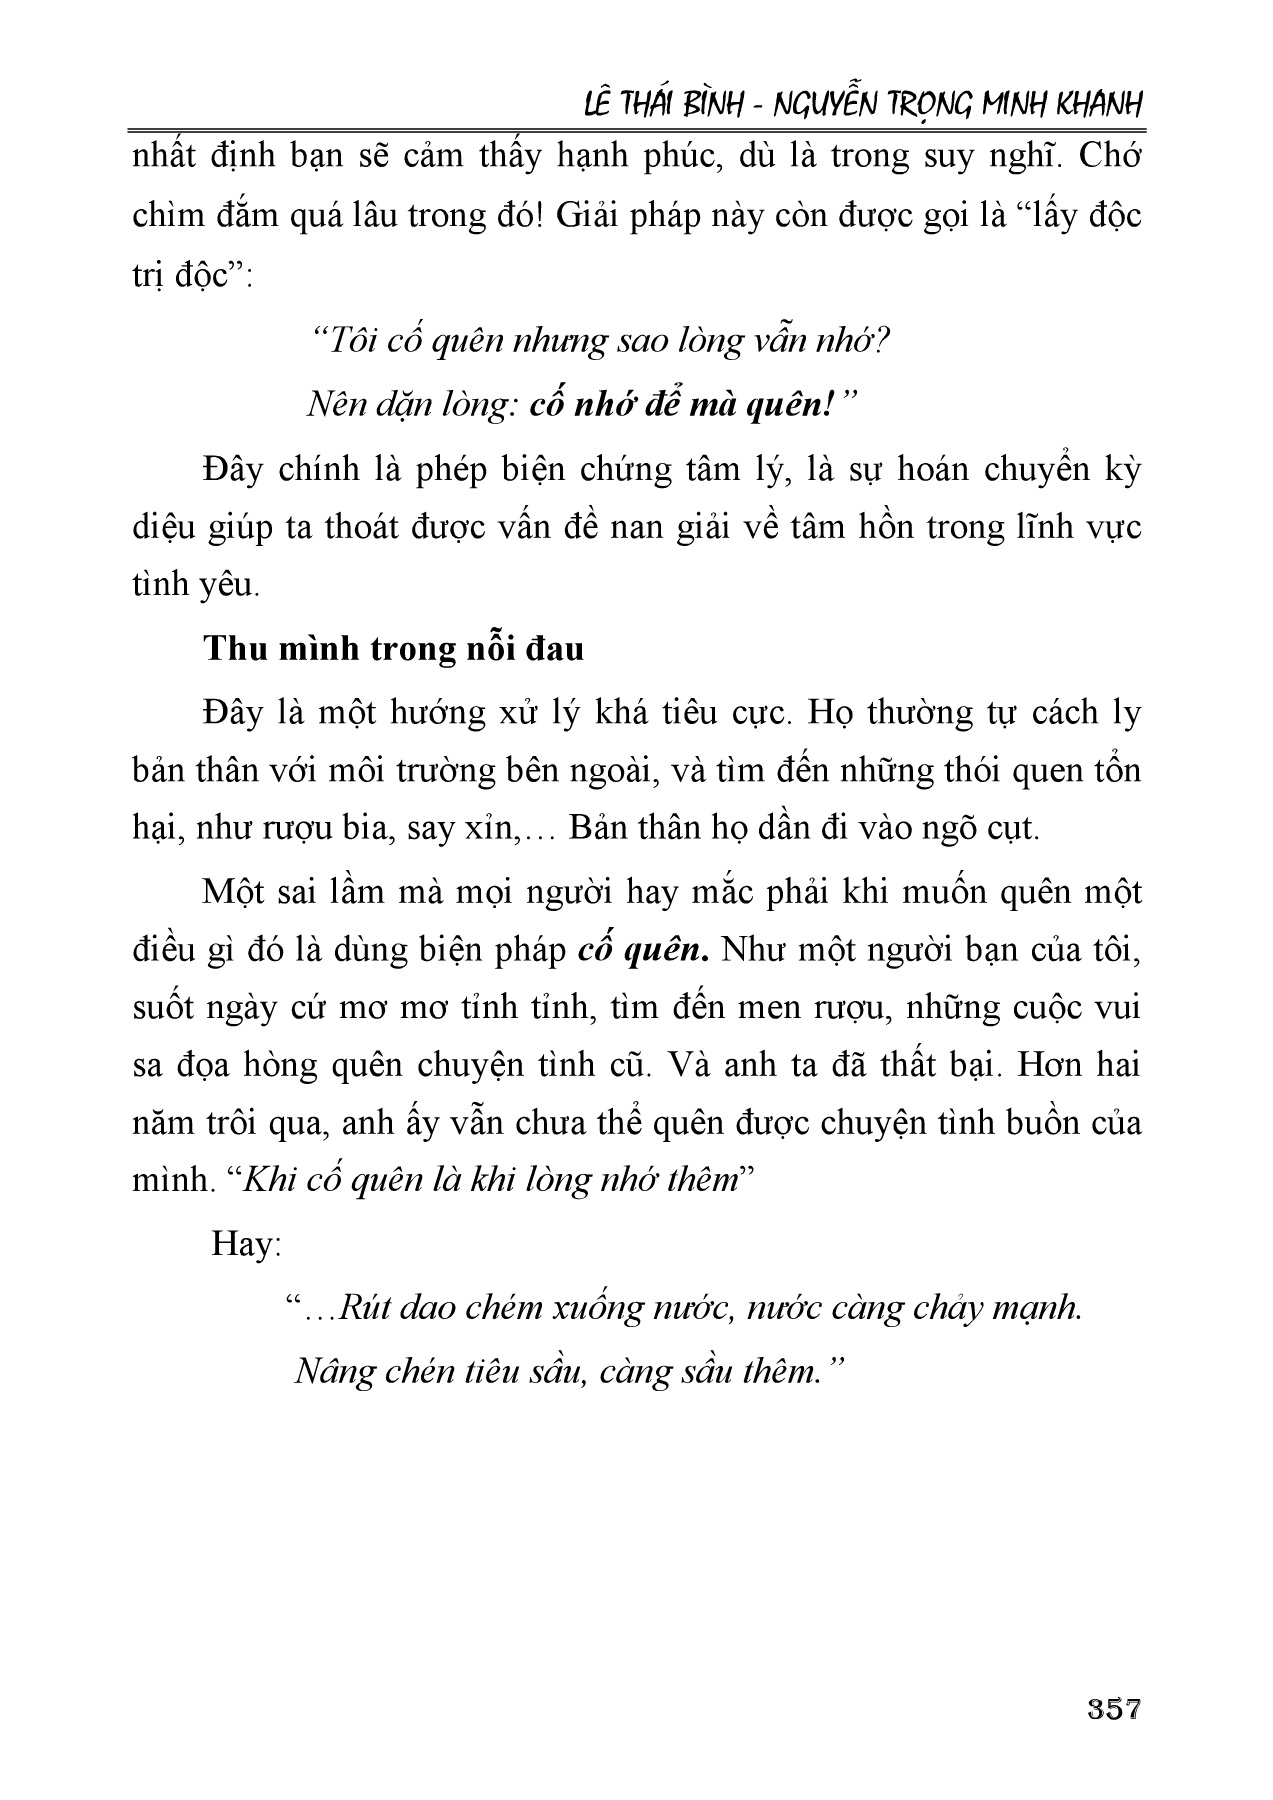 LÊ THÁI BÌNH - NGUYỄN TRỌNG MINH KHANH
nhất định bạn sẽ cảm thấy hạnh phúc, dù là trong suy nghĩ. Chớ
chìm đắm quá lâu trong đó! Giải pháp này còn được gọi là “lấy độc
trị độc”:
“Tôi cố quên nhưng sao lòng vẫn nhớ?
Nên dặn lòng: cố nhớ để mà quên!”
Đây chính là phép biện chứng tâm lý, là sự hoán chuyển kỳ
diệu giúp ta thoát được vấn đề nan giải về tâm hồn trong lĩnh vực
tình yêu.
Thu mình trong nỗi đau
Đây là một hướng xử lý khá tiêu cực. Họ thường tự cách ly
bản thân với môi trường bên ngoài, và tìm đến những thói quen tổn
hại, như rượu bia, say xỉn,… Bản thân họ dần đi vào ngõ cụt.
Một sai lầm mà mọi người hay mắc phải khi muốn quên một
điều gì đó là dùng biện pháp cố quên. Như một người bạn của tôi,
suốt ngày cứ mơ mơ tỉnh tỉnh, tìm đến men rượu, những cuộc vui
sa đọa hòng quên chuyện tình cũ. Và anh ta đã thất bại. Hơn hai
năm trôi qua, anh ấy vẫn chưa thể quên được chuyện tình buồn của
mình. “Khi cố quên là khi lòng nhớ thêm”
Hay:
“…Rút dao chém xuống nước, nước càng chảy mạnh.
Nâng chén tiêu sầu, càng sầu thêm.”
357